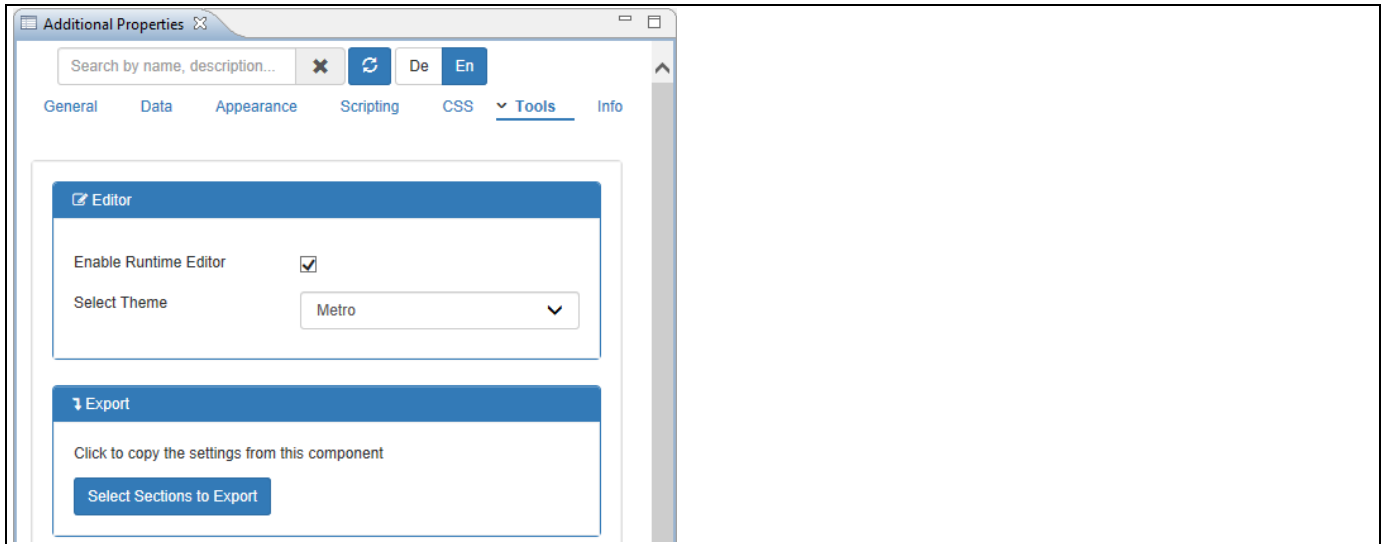 Additional Properties
Search by name, description... De En
General Data Appearance Scripting CSS Tools Info
Editor
Enable Runtime Editor
Select Theme Metro
Export
Click to copy the settings from this component
Select Sections to Export